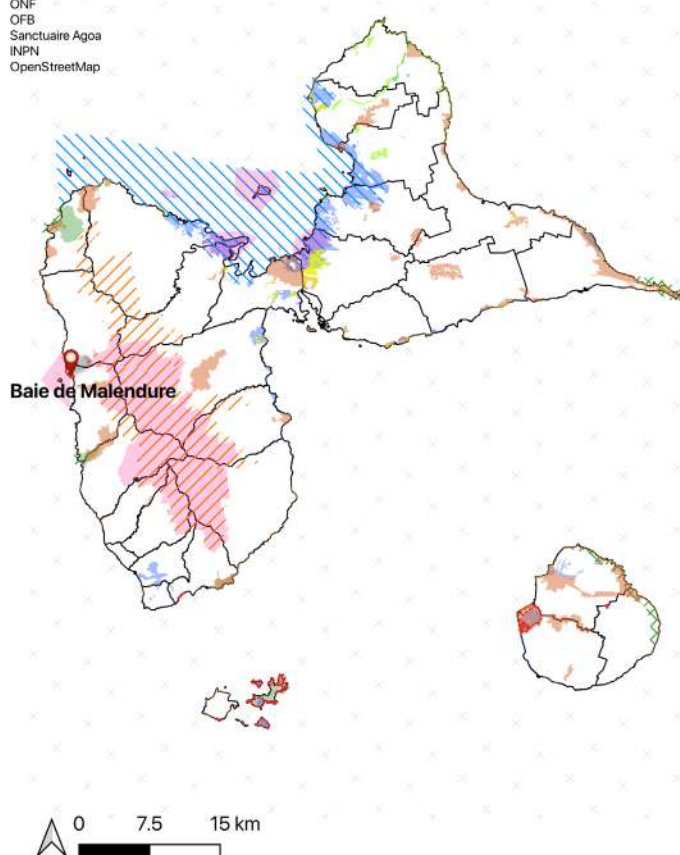 ONF
OFB
Sanctuaire Agoa
INPN
OpenStreetMap
Baie de Malendure
0 7.5 15 km